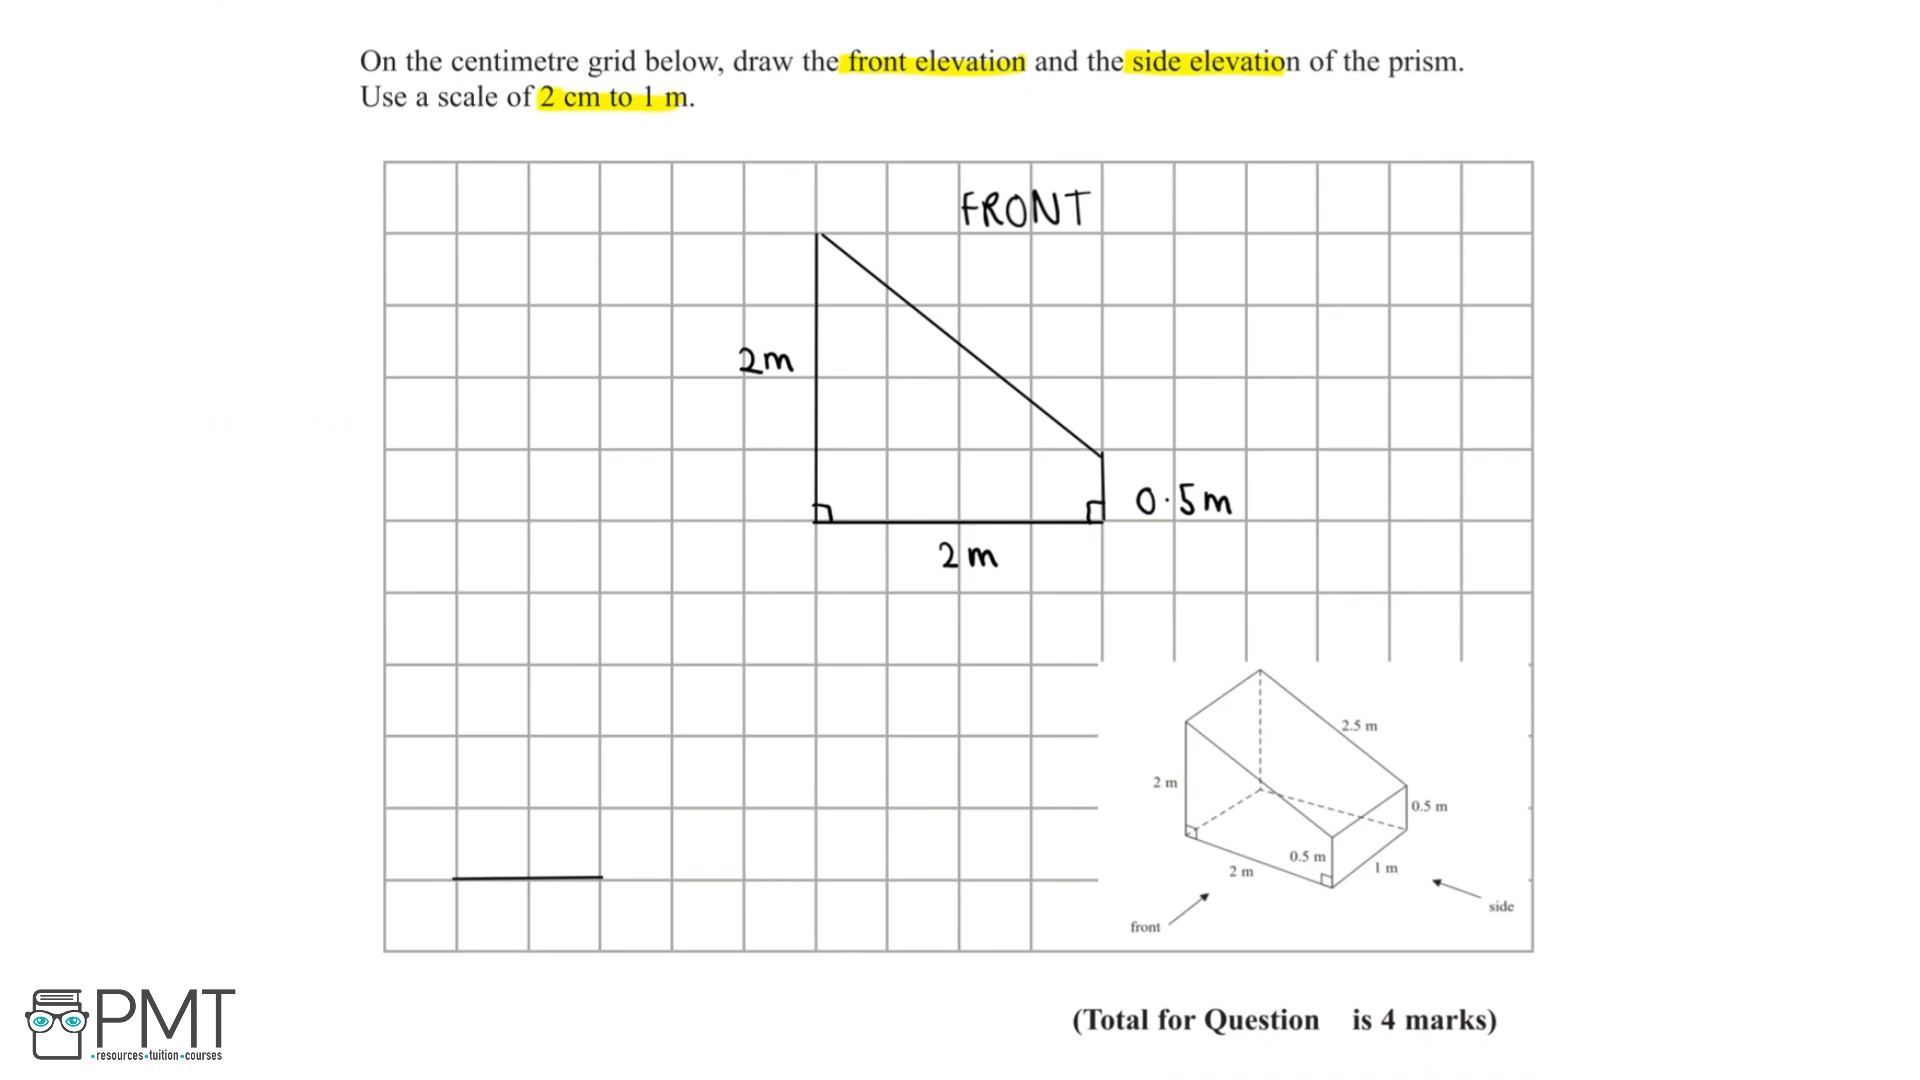 On the centimetre grid below, draw the front elevation and the side elevation of the prism.
Use a scale of 2 cm to 1 m.
FRONT
2m
0.5m
2m
2.5 m
2 m
0.5 m
0.5 m
1 m
2 m
side
front
PMT
•resources•tuition•courses
(Total for Question is 4 marks)